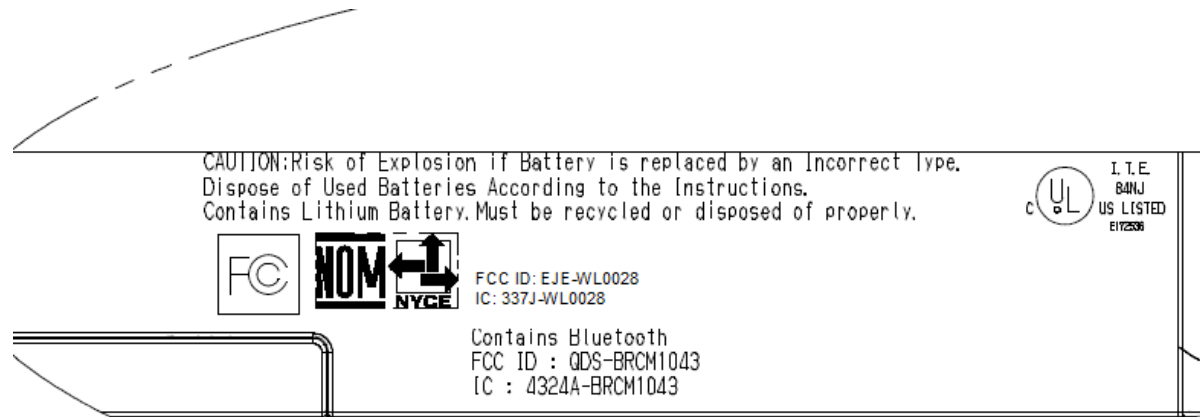 CAUTION:Risk of Explosion if Battery is replaced by an Incorrect Type.
Dispose of Used Batteries According to the Instructions.
Contains Lithium Battery. Must be recycled or disposed of properly.
I.T.E.
84NJ
C UL US LISTED
E172536
FC
NOM
NYCE
FCC ID: EJE-WL0028
IC: 337J-WL0028
Contains Bluetooth
FCC ID : QDS-BRCM1043
IC : 4324A-BRCM1043